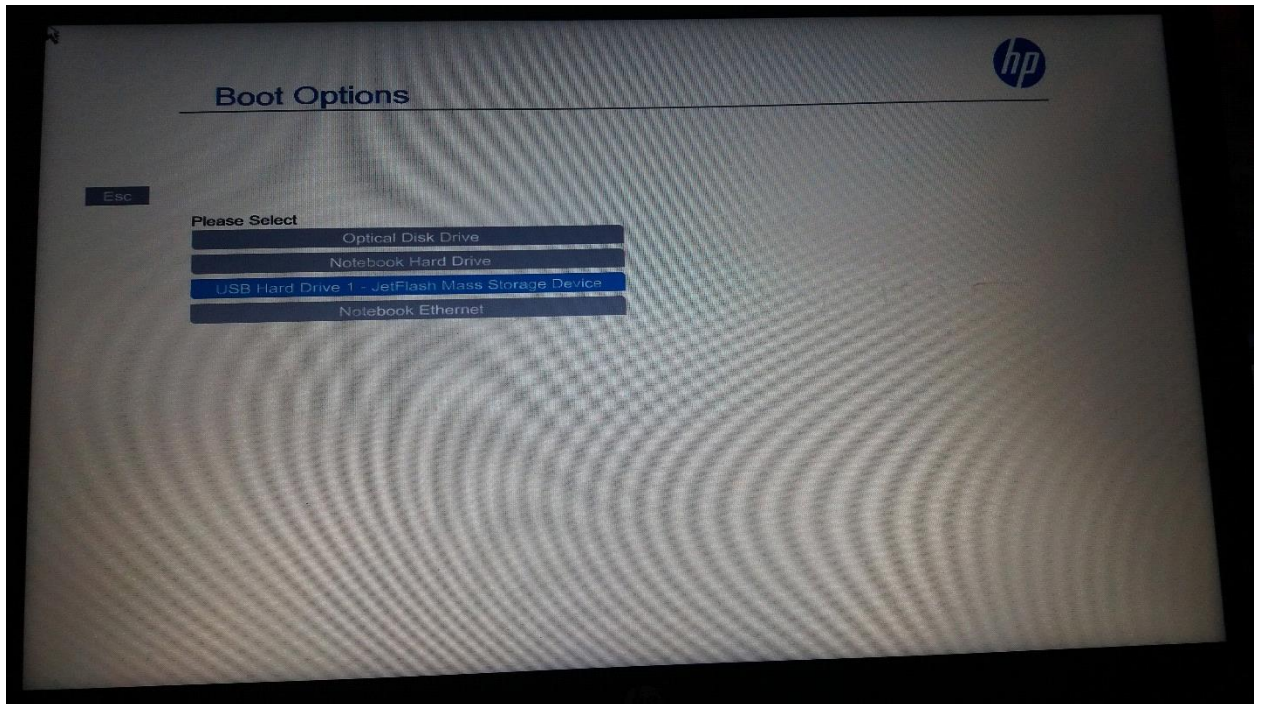 hp
Boot Options
Esc
Please Select
Optical Disk Drive
Notebook Hard Drive
USB Hard Drive 1 - JetFlash Mass Storage Device
Notebook Ethernet